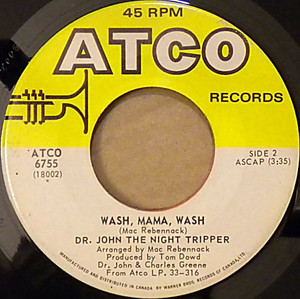 45 RPM
ATCO
RECORDS
ATCO
6755
(18002)
SIDE 2
ASCAP (3:35)
WASH, MAMA, WASH
(Mac Rebennack)
DR. JOHN THE NIGHT TRIPPER
Arranged by Mac Rebennack
Produced by Tom Dowd
Dr. John & Charles Greene
From Atco LP. 33-316
MANUFACTURED AND DISTRIBUTED IN CANADA BY WARNER BROS. RECORDS OF CANADA LTD.